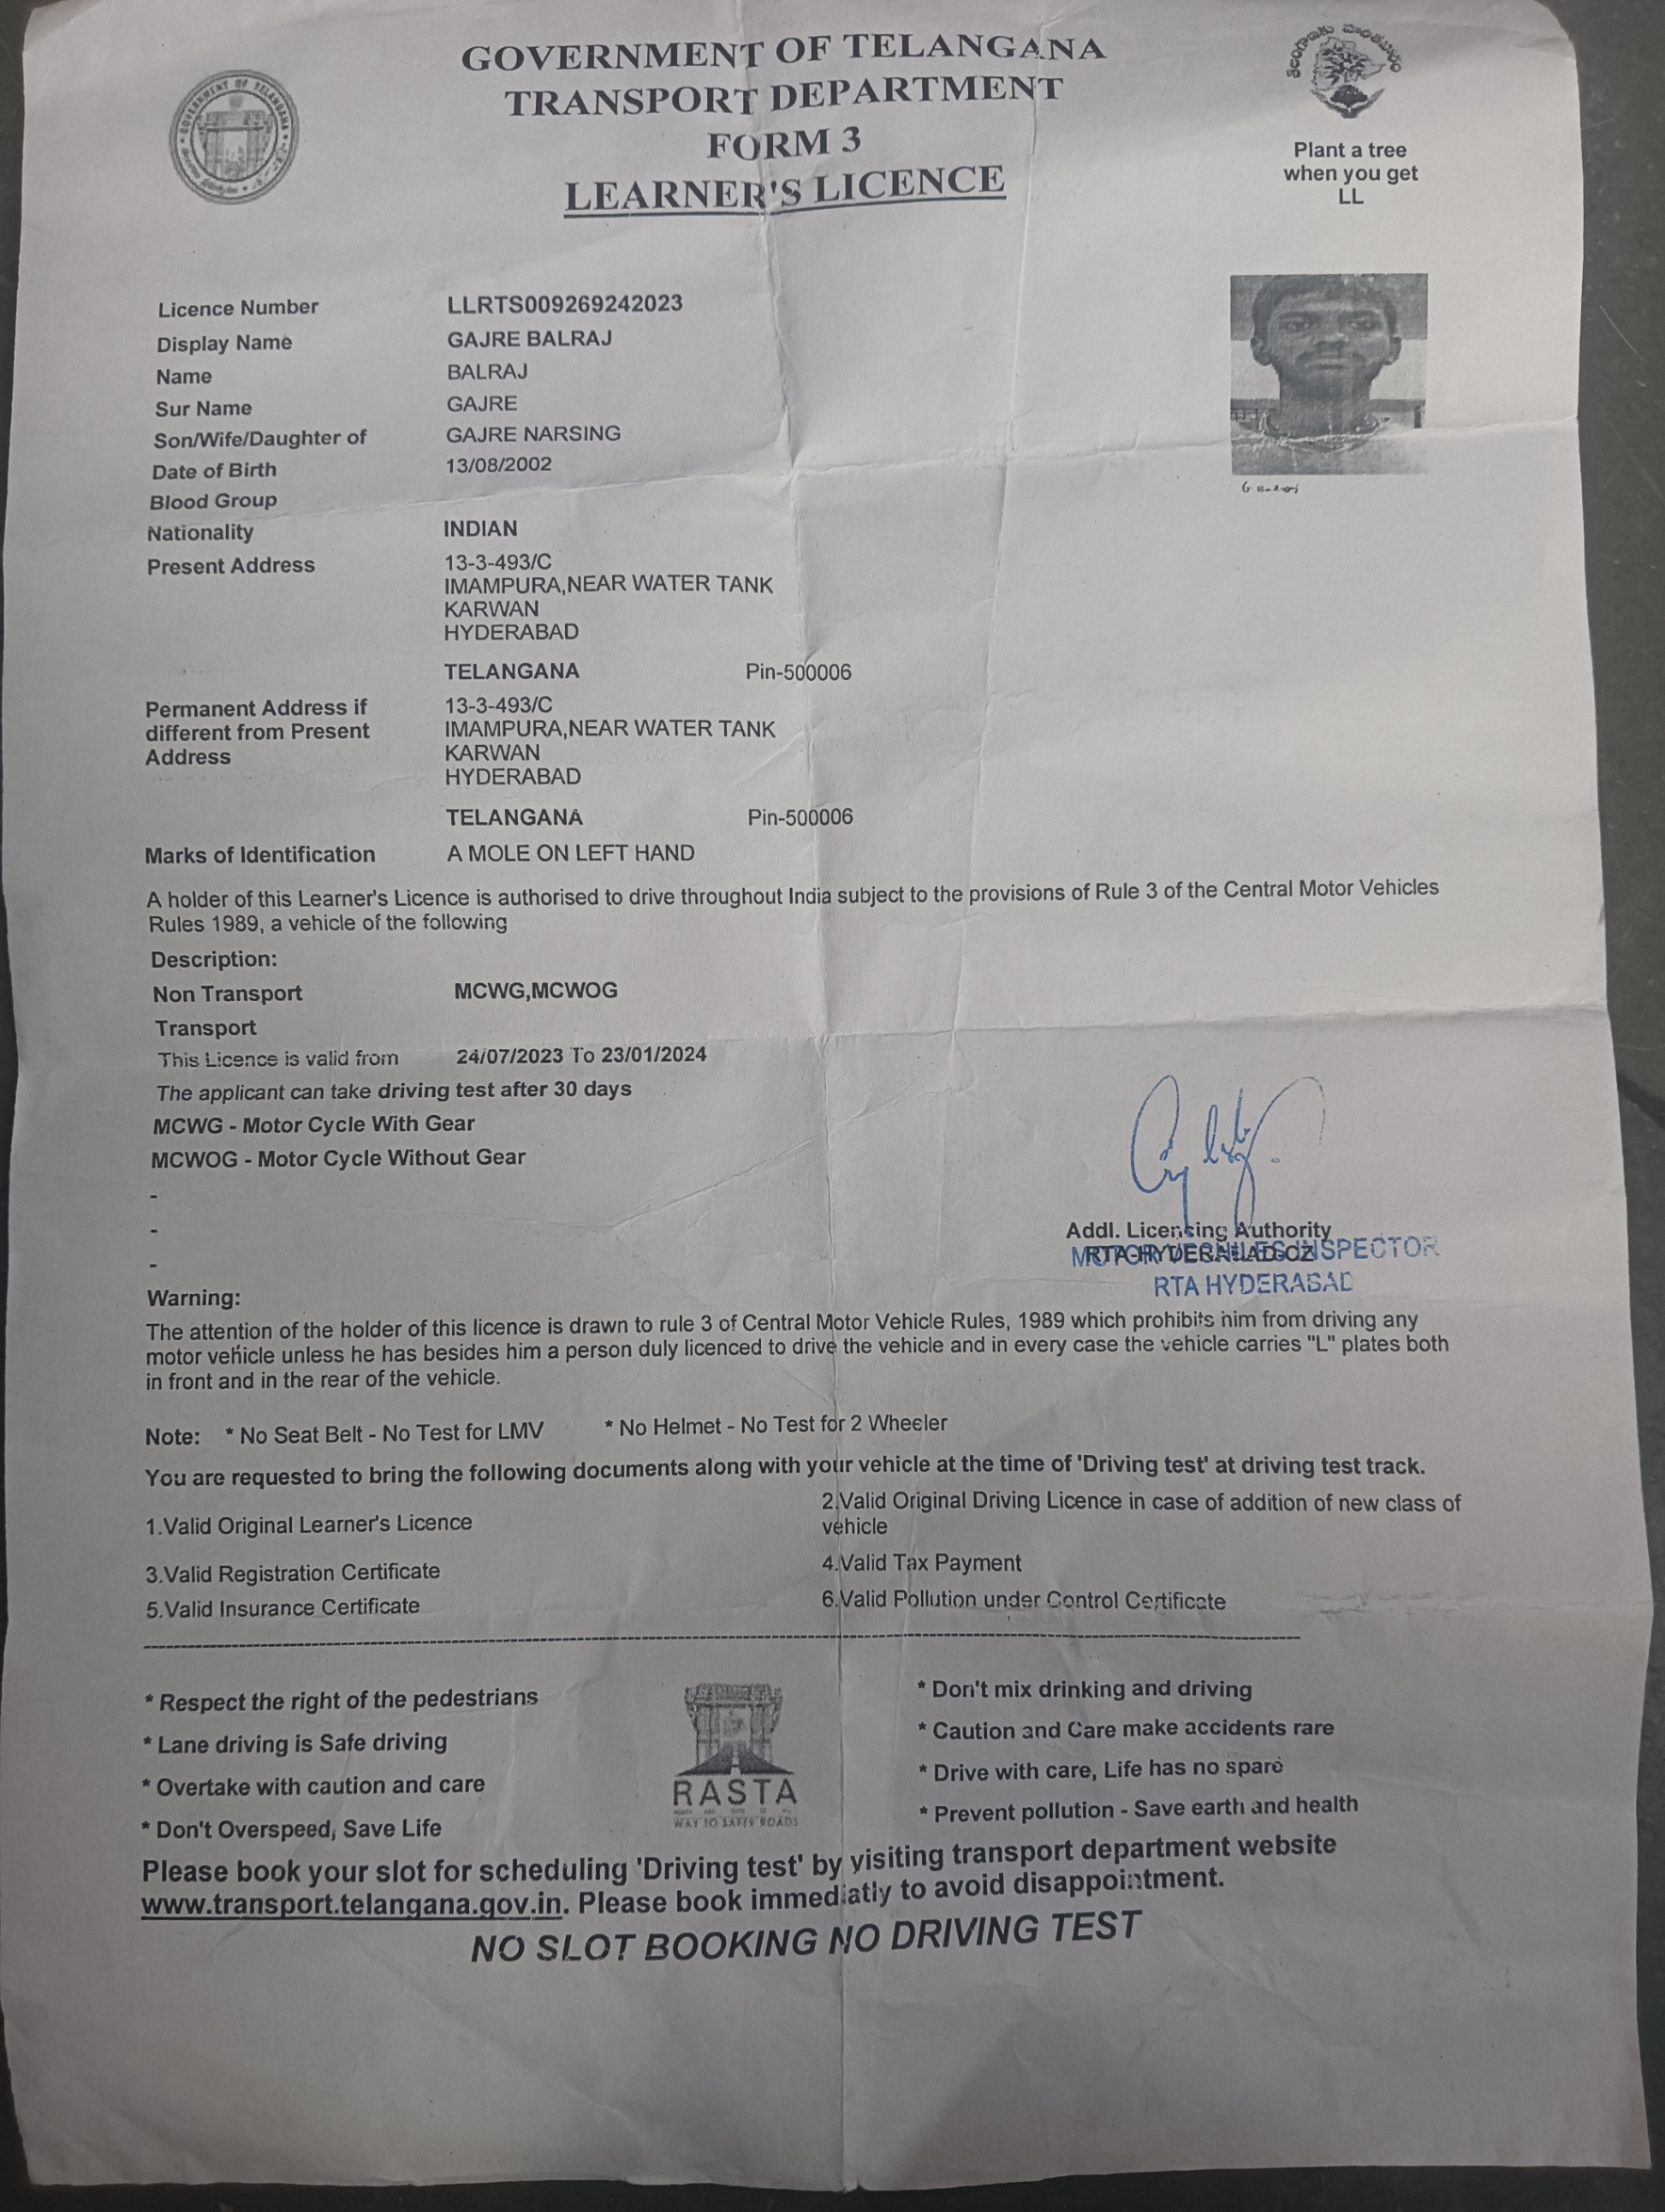 GOVERNMENT OF TELANGANA
TRANSPORT DEPARTMENT
FORM 3
LEARNER'S LICENCE
GOVERNMENT OF TELANGANA
Plant a tree
when you get
LL
Licence Number LLRTS009269242023
Display Name GAJRE BALRAJ
Name BALRAJ
Sur Name GAJRE
Son/Wife/Daughter of GAJRE NARSING
Date of Birth 13/08/2002
Blood Group
G Balraj
Nationality INDIAN
Present Address 13-3-493/C
IMAMPURA,NEAR WATER TANK
KARWAN
HYDERABAD
TELANGANA Pin-500006
Permanent Address if 13-3-493/C
different from Present IMAMPURA,NEAR WATER TANK
Address KARWAN
HYDERABAD
TELANGANA Pin-500006
Marks of Identification A MOLE ON LEFT HAND
A holder of this Learner's Licence is authorised to drive throughout India subject to the provisions of Rule 3 of the Central Motor Vehicles
Rules 1989, a vehicle of the following
Description:
Non Transport MCWG,MCWOG
Transport
This Licence is valid from 24/07/2023 To 23/01/2024
The applicant can take driving test after 30 days
MCWG - Motor Cycle With Gear
MCWOG - Motor Cycle Without Gear
-
-
-
Addl. Licensing Authority
RTA-HYDERABAD-CZ
INSPECTOR
RTA HYDERABAD
Warning:
The attention of the holder of this licence is drawn to rule 3 of Central Motor Vehicle Rules, 1989 which prohibits him from driving any
motor vehicle unless he has besides him a person duly licenced to drive the vehicle and in every case the vehicle carries "L" plates both
in front and in the rear of the vehicle.
Note: * No Seat Belt - No Test for LMV * No Helmet - No Test for 2 Wheeler
You are requested to bring the following documents along with your vehicle at the time of 'Driving test' at driving test track.
1.Valid Original Learner's Licence
2.Valid Original Driving Licence in case of addition of new class of
vehicle
3.Valid Registration Certificate
4.Valid Tax Payment
5.Valid Insurance Certificate
6.Valid Pollution under Control Certificate
* Respect the right of the pedestrians
* Lane driving is Safe driving
* Overtake with caution and care
* Don't Overspeed, Save Life
RASTA
WAY TO SAFER ROADS
* Don't mix drinking and driving
* Caution and Care make accidents rare
* Drive with care, Life has no spare
* Prevent pollution - Save earth and health
Please book your slot for scheduling 'Driving test' by visiting transport department website
www.transport.telangana.gov.in. Please book immediatly to avoid disappointment.
NO SLOT BOOKING NO DRIVING TEST